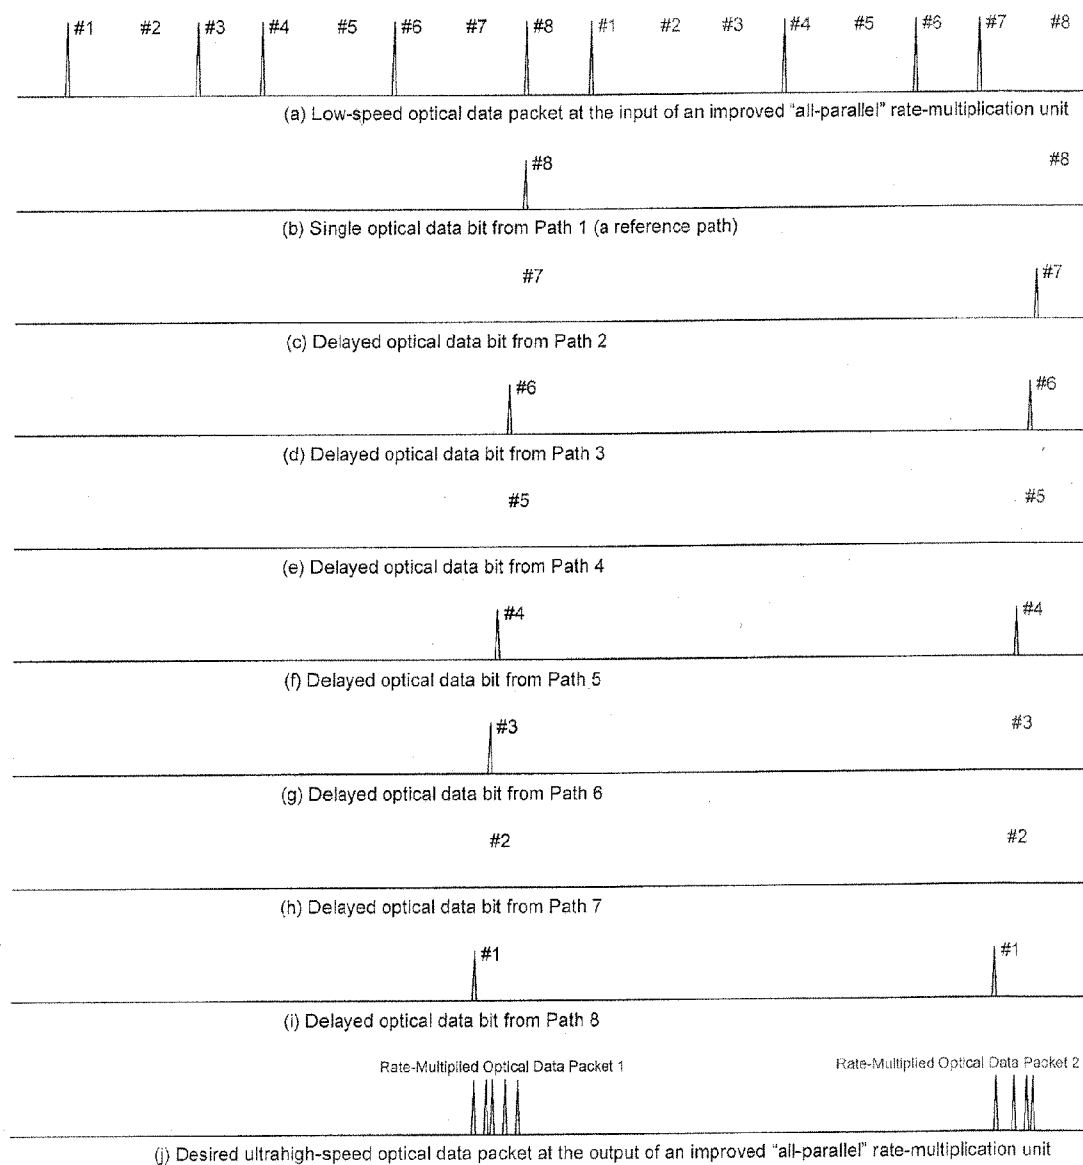 #1 #2 #3 #4 #5 #6 #7 #8 #1 #2 #3 #4 #5 #6 #7 #8
(a) Low-speed optical data packet at the input of an improved "all-parallel" rate-multiplication unit
#8 #8
(b) Single optical data bit from Path 1 (a reference path)
#7 #7
(c) Delayed optical data bit from Path 2
#6 #6
(d) Delayed optical data bit from Path 3
#5 #5
(e) Delayed optical data bit from Path 4
#4 #4
(f) Delayed optical data bit from Path 5
#3 #3
(g) Delayed optical data bit from Path 6
#2 #2
(h) Delayed optical data bit from Path 7
#1 #1
(i) Delayed optical data bit from Path 8
Rate-Multiplied Optical Data Packet 1 Rate-Multiplied Optical Data Packet 2
(j) Desired ultrahigh-speed optical data packet at the output of an improved "all-parallel" rate-multiplication unit